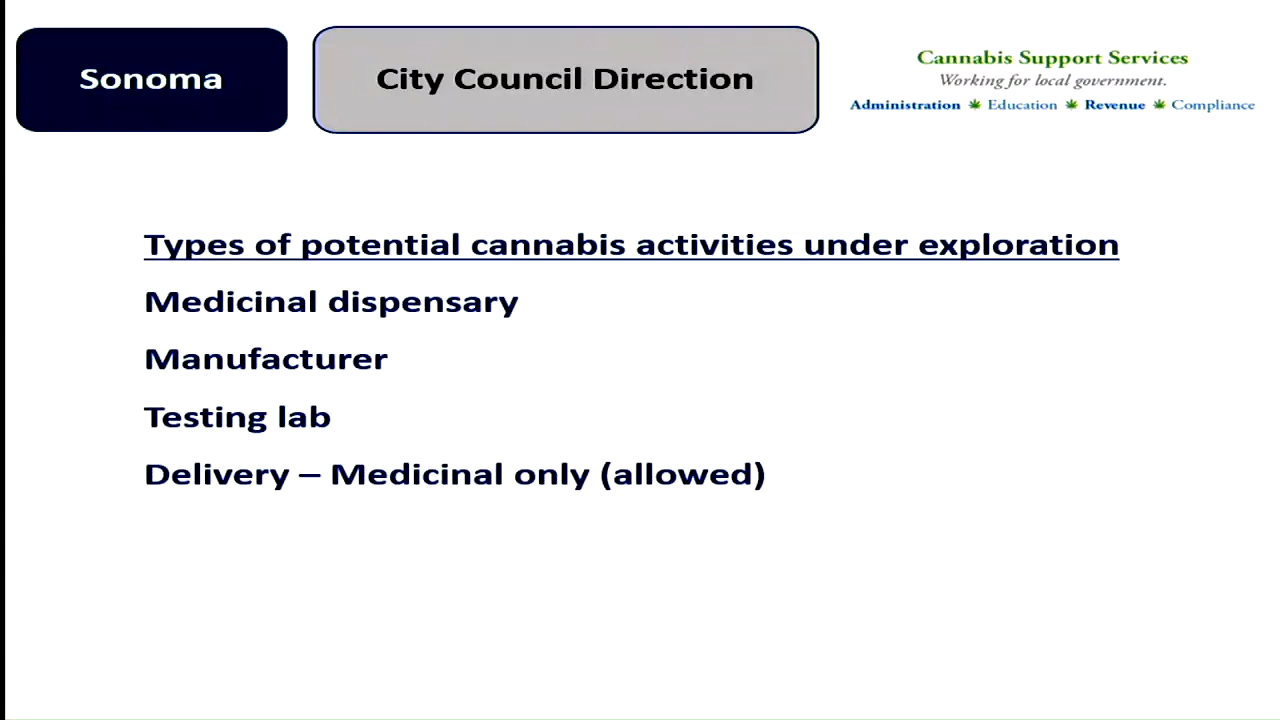 Sonoma
City Council Direction
Cannabis Support Services
Working for local government.
Administration Education Revenue Compliance
Types of potential cannabis activities under exploration
Medicinal dispensary
Manufacturer
Testing lab
Delivery – Medicinal only (allowed)